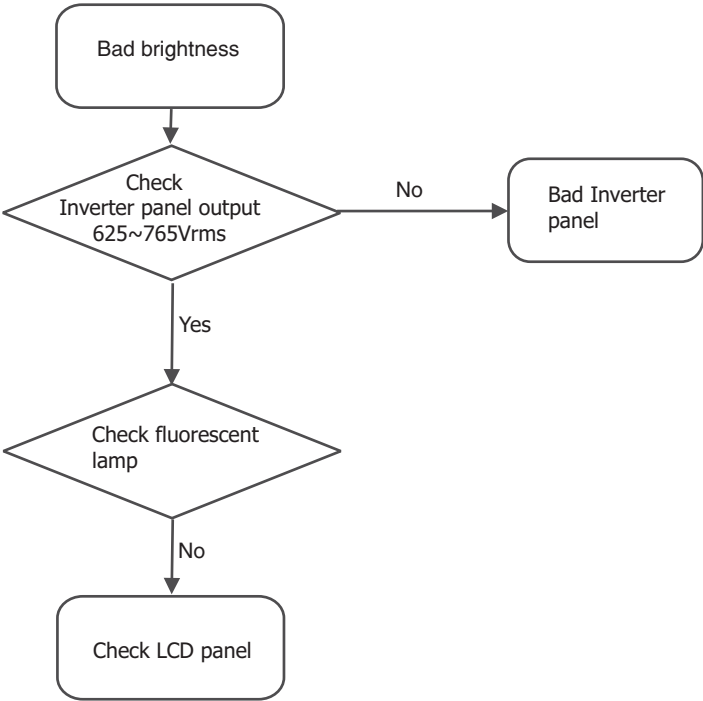 Bad brightness
Check
Inverter panel output
625~765Vrms
No
Bad Inverter
panel
Yes
Check fluorescent
lamp
No
Check LCD panel